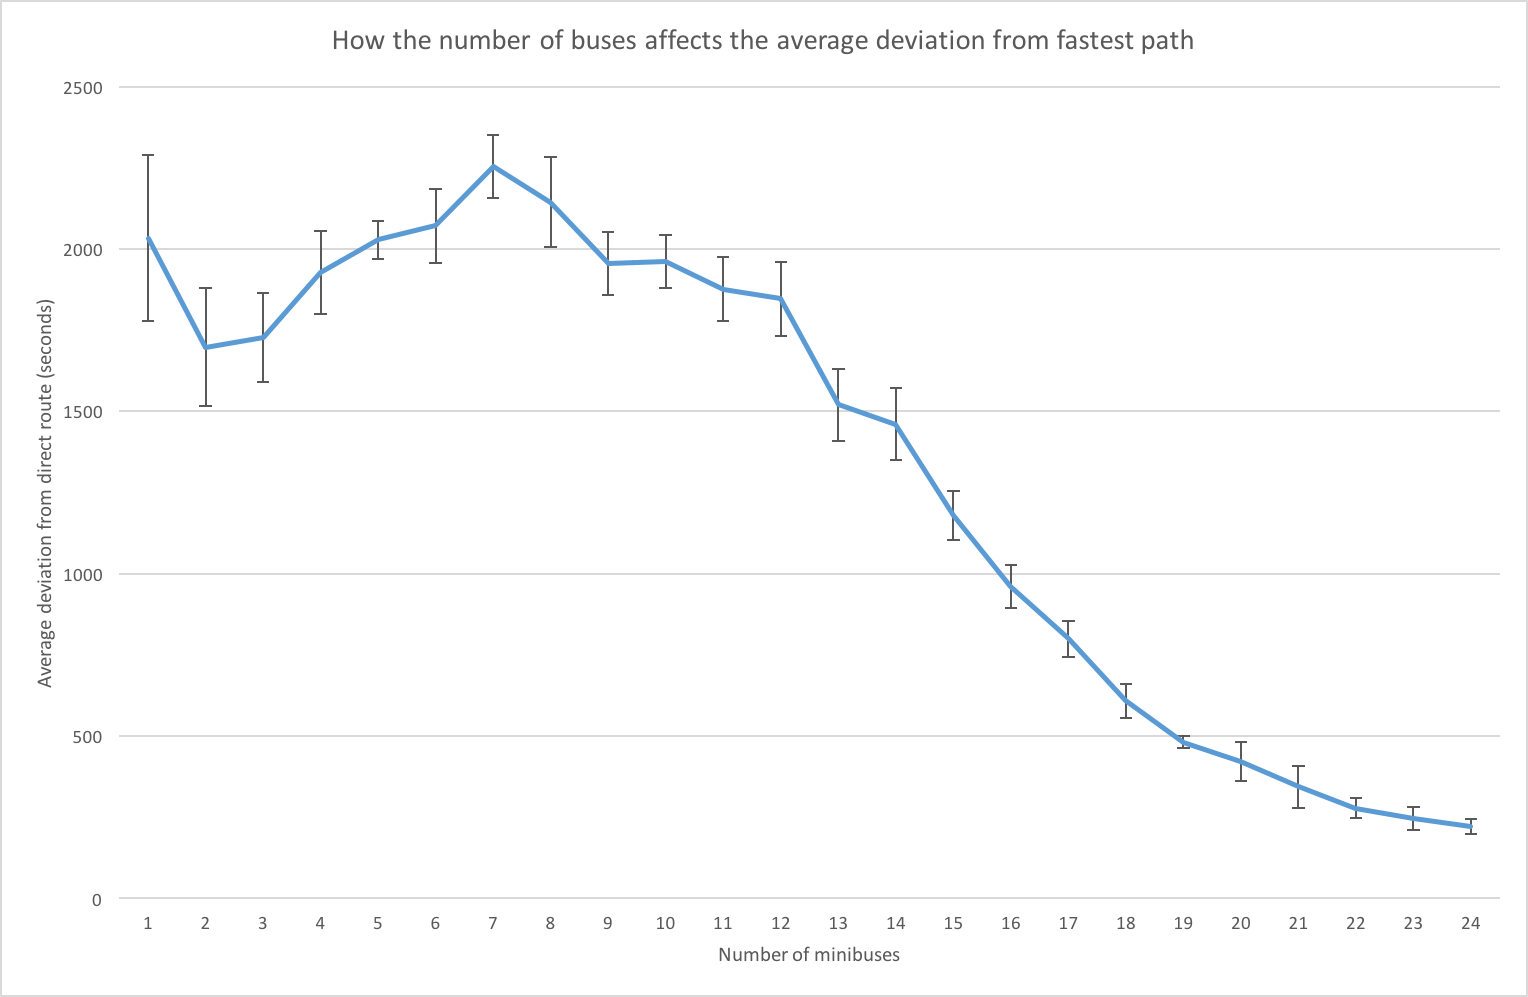 How the number of buses affects the average deviation from fastest path
Average deviation from direct route (seconds)
2500
2000
1500
1000
500
0
1 2 3 4 5 6 7 8 9 10 11 12 13 14 15 16 17 18 19 20 21 22 23 24
Number of minibuses